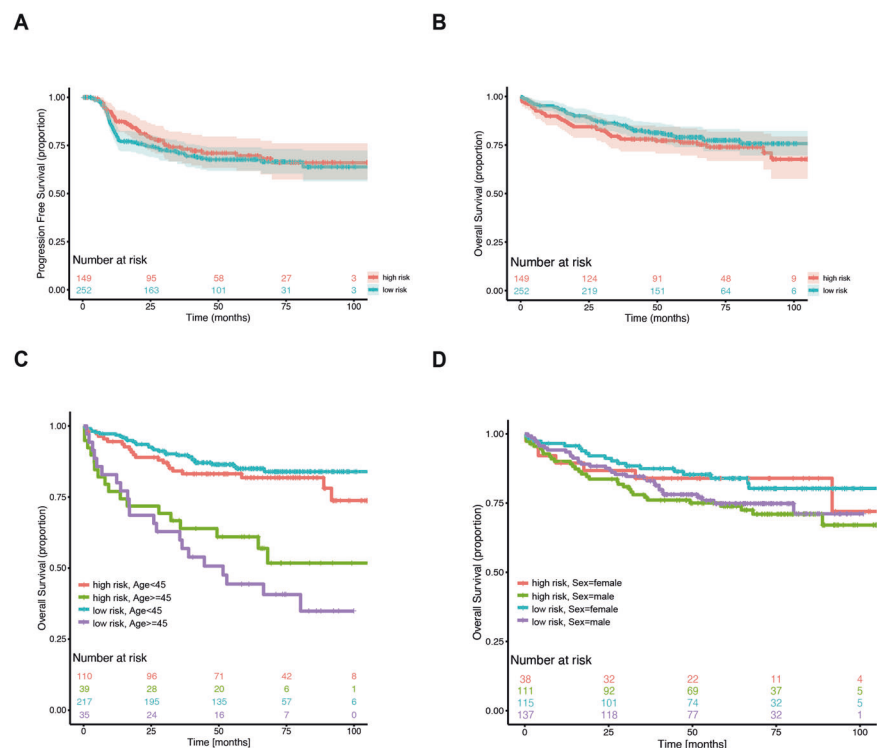 A
B
Progression Free Survival (proportion)
1.00
0.75
0.50
0.25
0.00
Number at risk
149 95 58 27 3
252 163 101 31 3
high risk
low risk
0 25 50 75 100
Time (months)
Overall Survival (proportion)
1.00
0.75
0.50
0.25
0.00
Number at risk
149 124 91 48 9
252 219 151 64 6
high risk
low risk
0 25 50 75 100
Time (months)
C
D
Overall Survival (proportion)
1.00
0.75
0.50
0.25
0.00
high risk, Age<45
high risk, Age>=45
low risk, Age<45
low risk, Age>=45
Number at risk
110 96 71 42 8
39 28 20 6 1
217 195 135 57 6
35 24 16 7 0
0 25 50 75 100
Time [months]
Overall Survival (proportion)
1.00
0.75
0.50
0.25
0.00
high risk, Sex=female
high risk, Sex=male
low risk, Sex=female
low risk, Sex=male
Number at risk
38 32 22 11 4
111 92 69 37 5
115 101 74 32 5
137 118 77 32 1
0 25 50 75 100
Time [months]